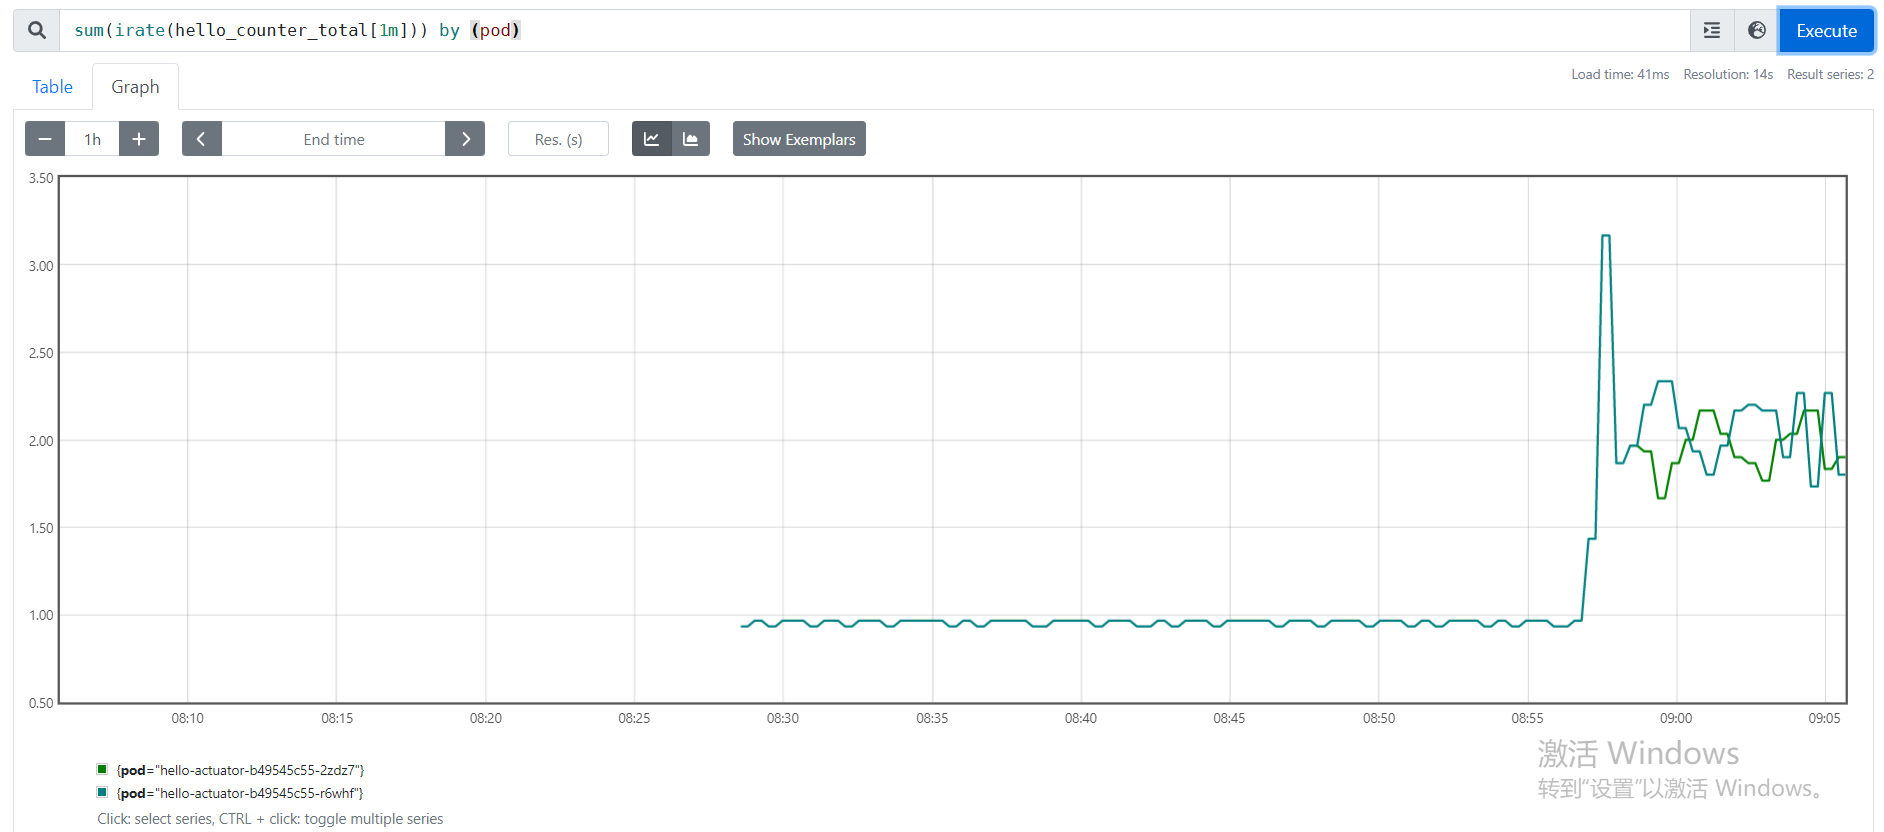 sum(irate(hello_counter_total[1m])) by (pod)
Execute
Table
Graph
Load time: 41ms Resolution: 14s Result series: 2
1h
End time
Res. (s)
Show Exemplars
3.50
3.00
2.50
2.00
1.50
1.00
0.50
08:10 08:15 08:20 08:25 08:30 08:35 08:40 08:45 08:50 08:55 09:00 09:05
{pod="hello-actuator-b49545c55-2zdz7"}
{pod="hello-actuator-b49545c55-r6whf"}
Click: select series, CTRL + click: toggle multiple series
激活 Windows
转到“设置”以激活 Windows。